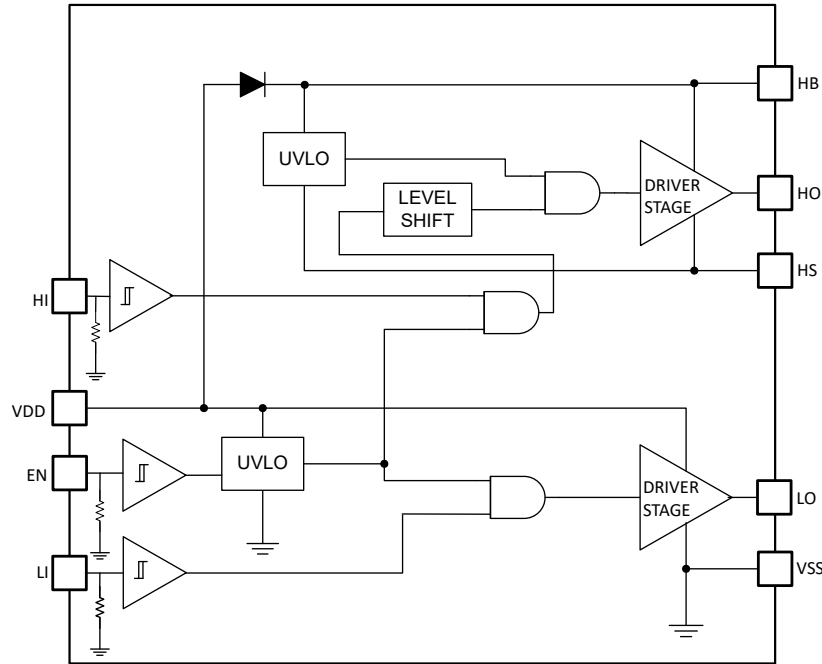 HB
UVLO
LEVEL
SHIFT
DRIVER
STAGE
HO
HS
HI
VDD
EN
UVLO
DRIVER
STAGE
LO
LI
VSS